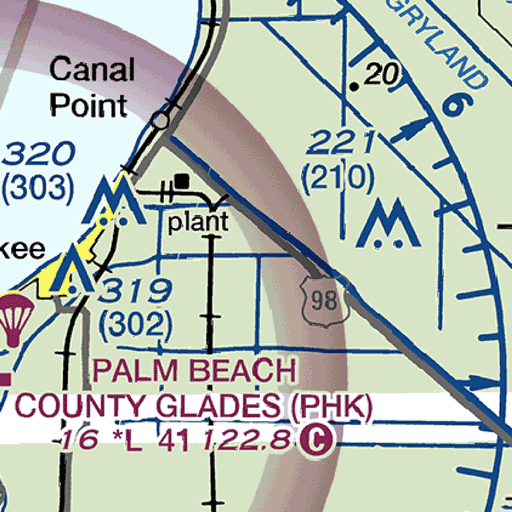 GRYLAND
Canal
Point
20
6
320
(303)
221
(210)
plant
kee
319
(302)
98
PALM BEACH
COUNTY GLADES (PHK)
16 *L 41 122.8 C